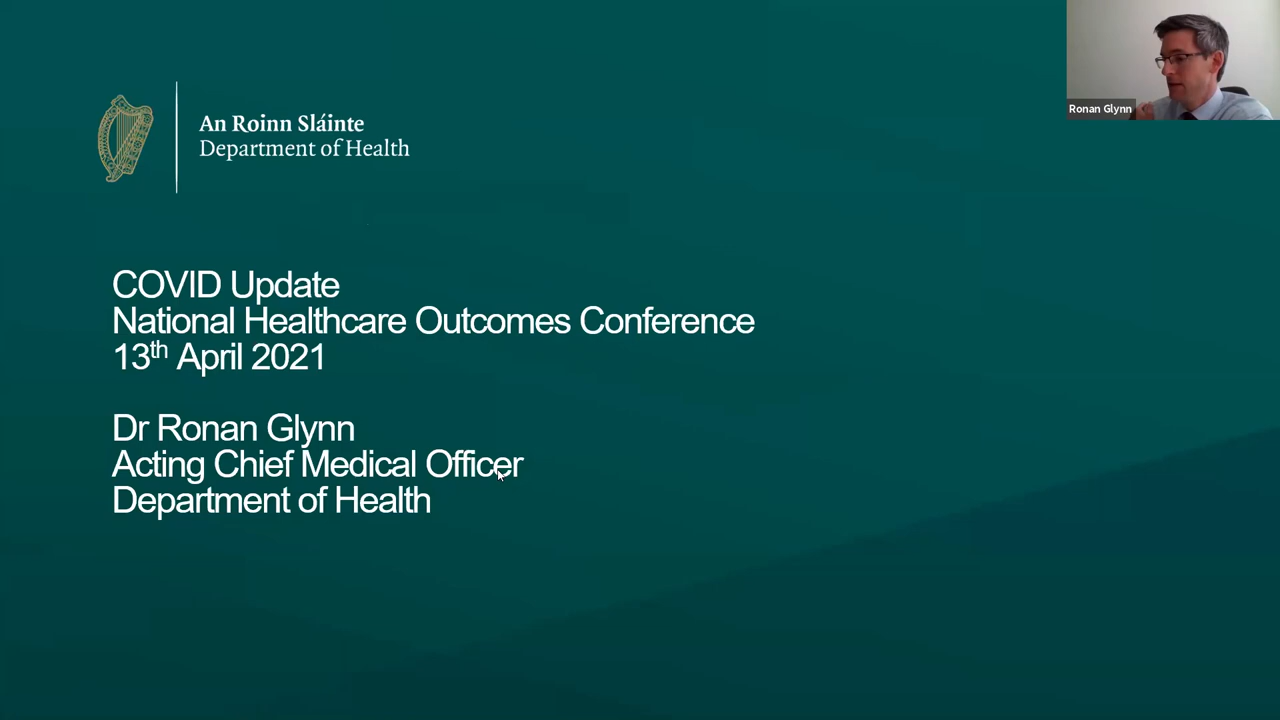 An Roinn Sláinte
Department of Health
Ronan Glynn
COVID Update
National Healthcare Outcomes Conference
13th April 2021
Dr Ronan Glynn
Acting Chief Medical Officer
Department of Health